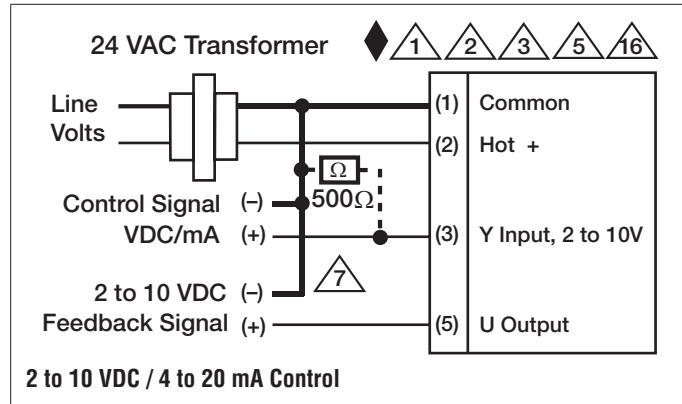 24 VAC Transformer 1 2 3 5 16
Line
Volts
(1) Common
(2) Hot +
Ω
500Ω
Control Signal (–)
VDC/mA (+)
(3) Y Input, 2 to 10V
7
2 to 10 VDC (–)
Feedback Signal (+)
(5) U Output
2 to 10 VDC / 4 to 20 mA Control